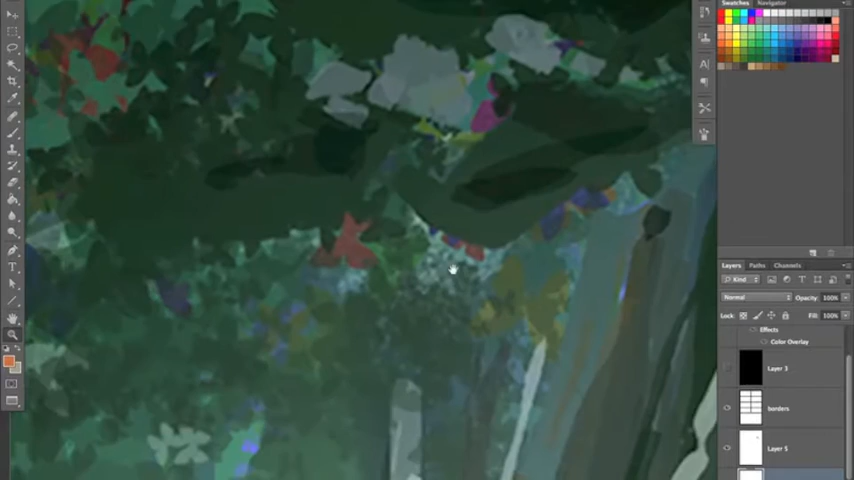 Swatches Navigator
Layers Paths Channels
Kind
Normal Opacity: 100%
Lock: Fill: 100%
Effects
Color Overlay
Layer 3
borders
Layer 5